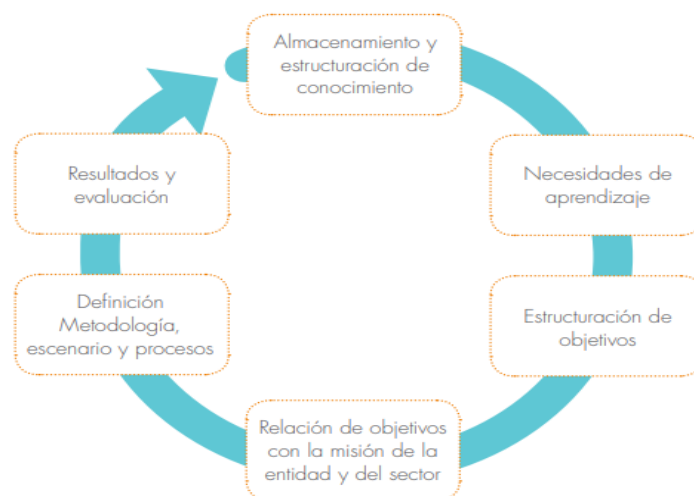 Almacenamiento y
estructuración de
conocimiento
Necesidades de
aprendizaje
Estructuración de
objetivos
Relación de objetivos
con la misión de la
entidad y del sector
Definición
Metodología,
escenario y procesos
Resultados y
evaluación